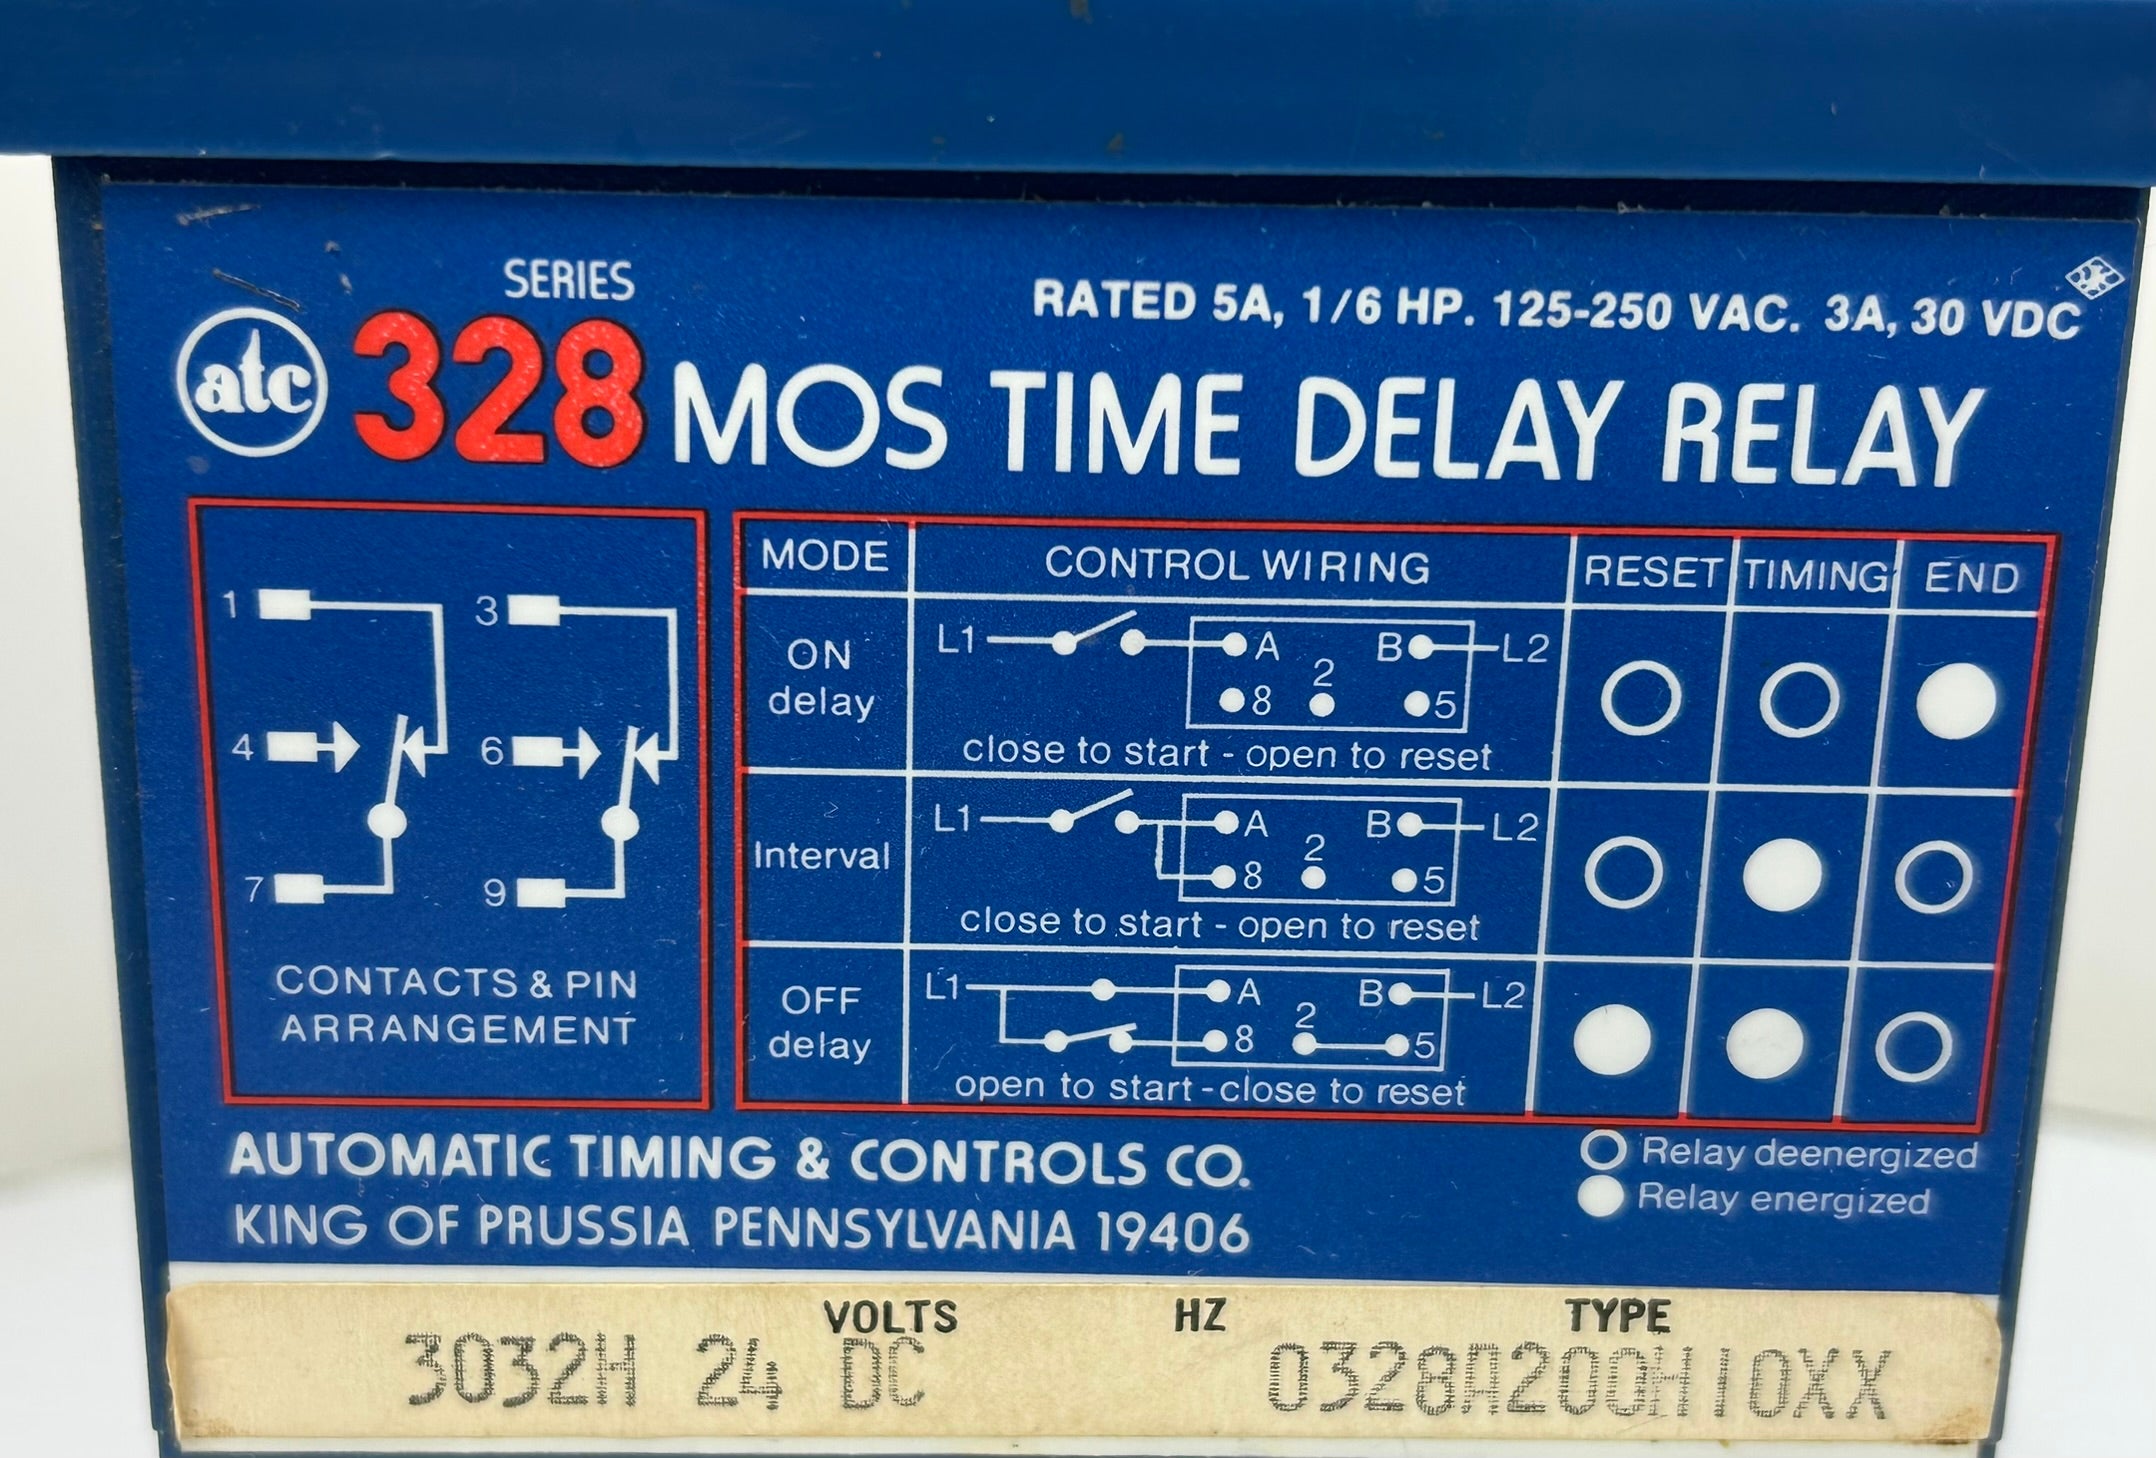 SERIES
RATED 5A, 1/6 HP. 125-250 VAC. 3A, 30 VDC
atc 328 MOS TIME DELAY RELAY
1 3
4 6
7 9
CONTACTS & PIN
ARRANGEMENT
MODE CONTROL WIRING RESET TIMING END
ON
delay
L1 A B L2
8 2 5
close to start - open to reset
Interval
L1 A B L2
8 2 5
close to start - open to reset
OFF
delay
L1 A B L2
8 2 5
open to start - close to reset
AUTOMATIC TIMING & CONTROLS CO.
KING OF PRUSSIA PENNSYLVANIA 19406
Relay deenergized
Relay energized
VOLTS HZ TYPE
24 DC